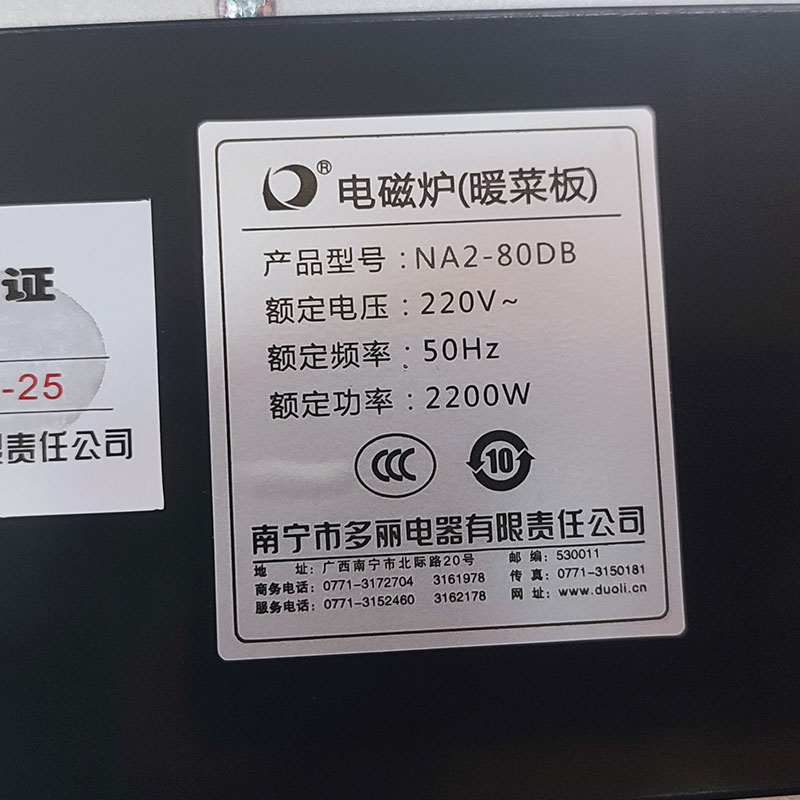 ®电磁炉(暖菜板)
产品型号：NA2-80DB
额定电压：220V~
额定频率：50Hz
额定功率：2200W
CCC 10
南宁市多丽电器有限责任公司
地 址：广西南宁市北际路20号 邮 编：530011
商务电话：0771-3172704 3161978 传 真：0771-3150181
服务电话：0771-3152460 3162178 网 址：www.duoli.cn
证
-25
责任公司